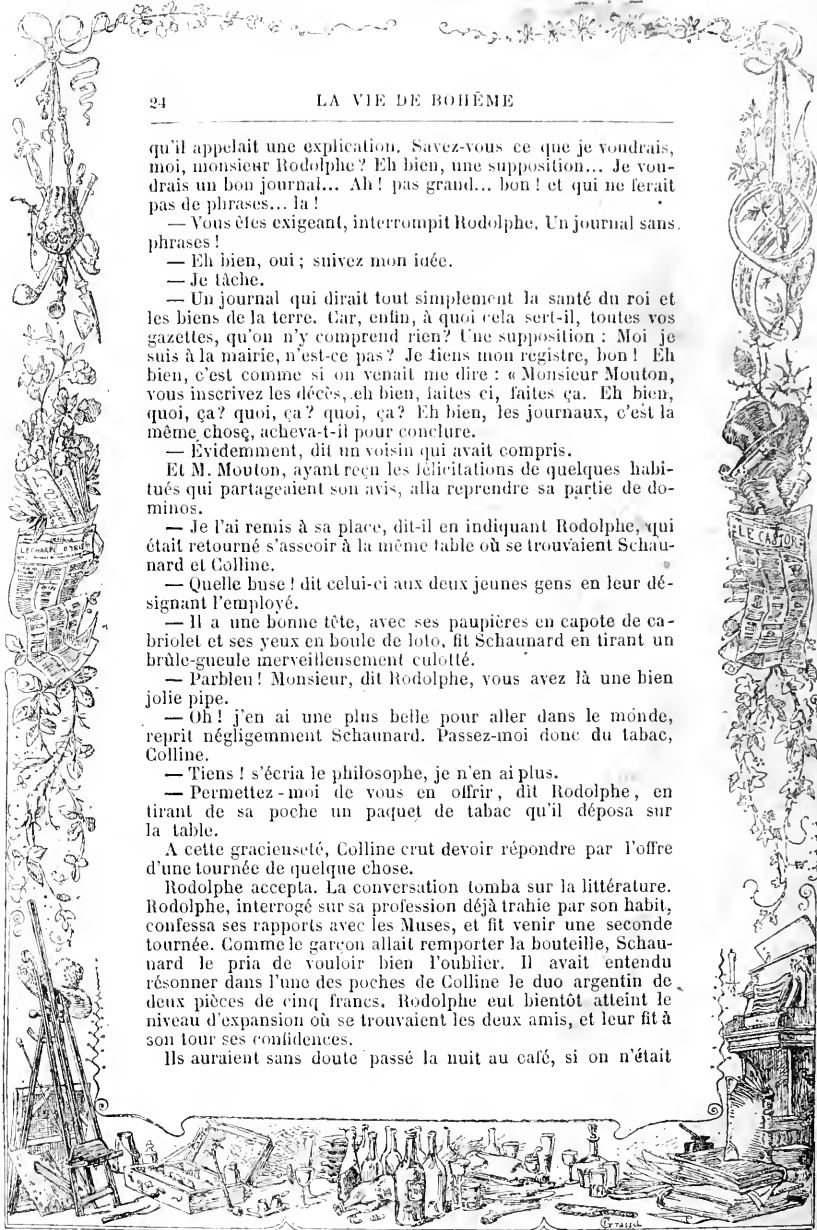 24
LA VIE DE BOHÊME
qu'il appelait une explication. Savez-vous ce que je voudrais,
moi, monsieur Rodolphe ? Eh bien, une supposition... Je vou-
drais un bon journal... Ah ! pas grand... bon ! et qui ne ferait
pas de phrases... la !
— Vous êtes exigeant, interrompit Rodolphe. Un journal sans
phrases !
— Eh bien, oui ; suivez mon idée.
— Je tâche.
— Un journal qui dirait tout simplement la santé du roi et
les biens de la terre. Car, enfin, à quoi cela sert-il, toutes vos
gazettes, qu'on n'y comprend rien ? Une supposition : Moi je
suis à la mairie, n'est-ce pas ? Je tiens mon registre, bon ! Eh
bien, c'est comme si on venait me dire : « Monsieur Mouton,
vous inscrivez les décès, eh bien, faites ci, faites ça. Eh bien,
quoi, ça ? quoi, ça ? quoi, ça ? Eh bien, les journaux, c'est la
même chose, acheva-t-il pour conclure.
— Évidemment, dit un voisin qui avait compris.
Et M. Mouton, ayant reçu les félicitations de quelques habi-
tués qui partageaient son avis, alla reprendre sa partie de do-
minos.
— Je l'ai remis à sa place, dit-il en indiquant Rodolphe, qui
était retourné s'asseoir à la même table où se trouvaient Schau-
nard et Colline.
— Quelle buse ! dit celui-ci aux deux jeunes gens en leur dé-
signant l'employé.
— Il a une bonne tête, avec ses paupières en capote de ca-
briolet et ses yeux en boule de loto, fit Schaunard en tirant un
brûle-gueule merveilleusement culotté.
— Parbleu ! Monsieur, dit Rodolphe, vous avez là une bien
jolie pipe.
— Oh ! j'en ai une plus belle pour aller dans le monde,
reprit négligemment Schaunard. Passez-moi donc du tabac,
Colline.
— Tiens ! s'écria le philosophe, je n'en ai plus.
— Permettez-moi de vous en offrir, dit Rodolphe, en
tirant de sa poche un paquet de tabac qu'il déposa sur
la table.
A cette gracieuseté, Colline crut devoir répondre par l'offre
d'une tournée de quelque chose.
Rodolphe accepta. La conversation tomba sur la littérature.
Rodolphe, interrogé sur sa profession déjà trahie par son habit,
confessa ses rapports avec les Muses, et fit venir une seconde
tournée. Comme le garçon allait remporter la bouteille, Schau-
nard le pria de vouloir bien l'oublier. Il avait entendu
résonner dans l'une des poches de Colline le duo argentin de
deux pièces de cinq francs. Rodolphe eut bientôt atteint le
niveau d'expansion où se trouvaient les deux amis, et leur fit à
son tour ses confidences.
Ils auraient sans doute passé la nuit au café, si on n'était
LE CASTOR